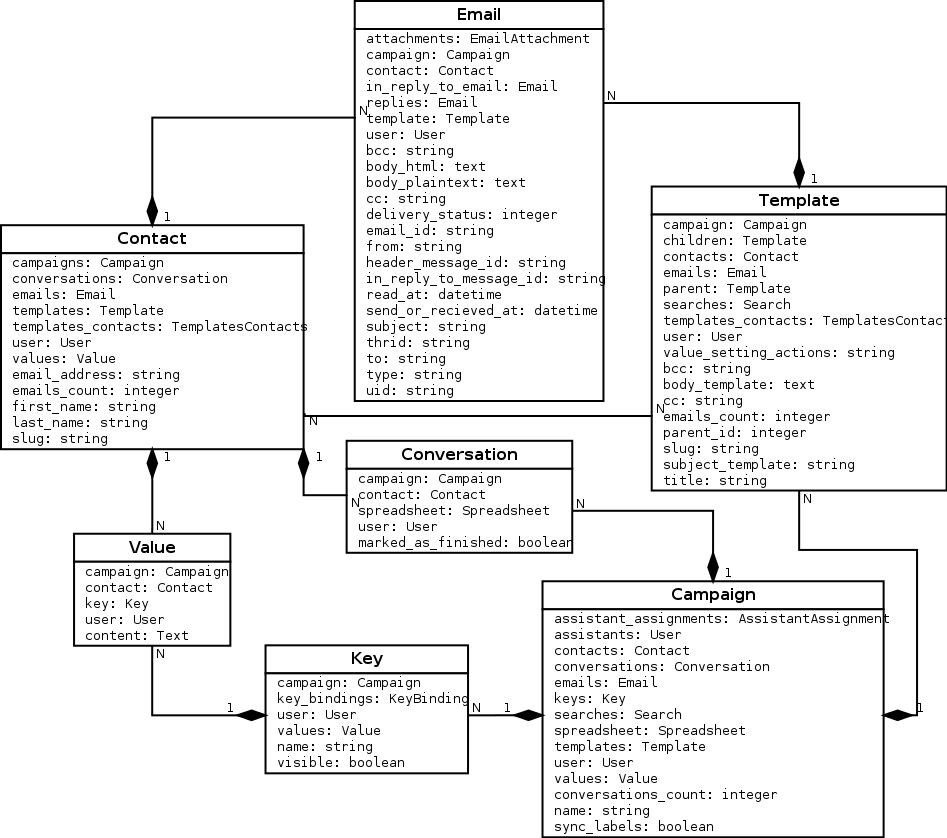 Email
attachments: EmailAttachment
campaign: Campaign
contact: Contact
in_reply_to_email: Email
replies: Email
template: Template
user: User
bcc: string
body_html: text
body_plaintext: text
cc: string
delivery_status: integer
email_id: string
from: string
header_message_id: string
in_reply_to_message_id: string
read_at: datetime
send_or_recieved_at: datetime
subject: string
thrid: string
to: string
type: string
uid: string
N
N
1
1
Template
campaign: Campaign
children: Template
contacts: Contact
emails: Email
parent: Template
searches: Search
templates_contacts: TemplatesContact
user: User
value_setting_actions: string
bcc: string
body_template: text
cc: string
emails_count: integer
parent_id: integer
slug: string
subject_template: string
title: string
Contact
campaigns: Campaign
conversations: Conversation
emails: Email
templates: Template
templates_contacts: TemplatesContacts
user: User
values: Value
email_address: string
emails_count: integer
first_name: string
last_name: string
slug: string
N
N
1
1
N
N
N
N
Conversation
campaign: Campaign
contact: Contact
spreadsheet: Spreadsheet
user: User
marked_as_finished: boolean
Value
campaign: Campaign
contact: Contact
key: Key
user: User
content: Text
N
1
1
Campaign
assistant_assignments: AssistantAssignment
assistants: User
contacts: Contact
conversations: Conversation
emails: Email
keys: Key
searches: Search
spreadsheet: Spreadsheet
templates: Template
user: User
values: Value
conversations_count: integer
name: string
sync_labels: boolean
Key
campaign: Campaign
key_bindings: KeyBinding
user: User
values: Value
name: string
visible: boolean
1
N
1
1